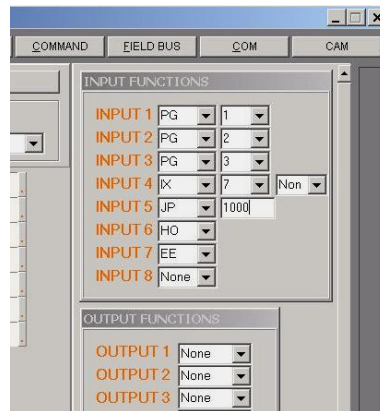 COMMAND FIELD BUS COM CAM
INPUT FUNCTIONS
INPUT 1 PG 1
INPUT 2 PG 2
INPUT 3 PG 3
INPUT 4 IX 7 Non
INPUT 5 JP 1000
INPUT 6 HO
INPUT 7 EE
INPUT 8 None
OUTPUT FUNCTIONS
OUTPUT 1 None
OUTPUT 2 None
OUTPUT 3 None